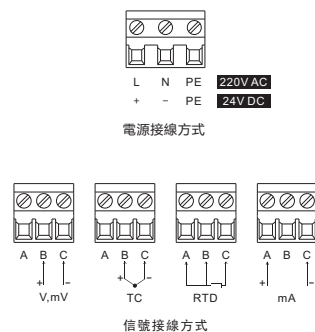 L N PE 220V AC
+ − PE 24V DC
電源接線方式
A B C A B C A B C A B C
+ − + − + −
V,mV TC RTD mA
信號接線方式